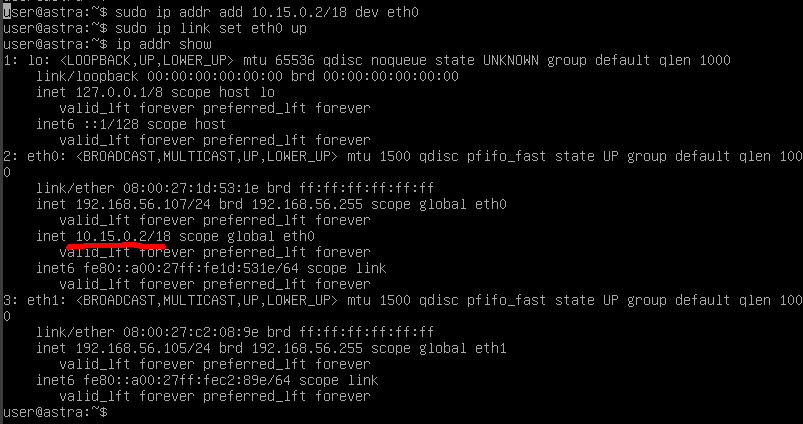 user@astra:~$ sudo ip addr add 10.15.0.2/18 dev eth0
user@astra:~$ sudo ip link set eth0 up
user@astra:~$ ip addr show
1: lo: <LOOPBACK,UP,LOWER_UP> mtu 65536 qdisc noqueue state UNKNOWN group default qlen 1000
    link/loopback 00:00:00:00:00:00 brd 00:00:00:00:00:00
    inet 127.0.0.1/8 scope host lo
       valid_lft forever preferred_lft forever
    inet6 ::1/128 scope host
       valid_lft forever preferred_lft forever
2: eth0: <BROADCAST,MULTICAST,UP,LOWER_UP> mtu 1500 qdisc pfifo_fast state UP group default qlen 100
0
    link/ether 08:00:27:1d:53:1e brd ff:ff:ff:ff:ff:ff
    inet 192.168.56.107/24 brd 192.168.56.255 scope global eth0
       valid_lft forever preferred_lft forever
    inet 10.15.0.2/18 scope global eth0
       valid_lft forever preferred_lft forever
    inet6 fe80::a00:27ff:fe1d:531e/64 scope link
       valid_lft forever preferred_lft forever
3: eth1: <BROADCAST,MULTICAST,UP,LOWER_UP> mtu 1500 qdisc pfifo_fast state UP group default qlen 100
0
    link/ether 08:00:27:c2:08:9e brd ff:ff:ff:ff:ff:ff
    inet 192.168.56.105/24 brd 192.168.56.255 scope global eth1
       valid_lft forever preferred_lft forever
    inet6 fe80::a00:27ff:fec2:89e/64 scope link
       valid_lft forever preferred_lft forever
user@astra:~$